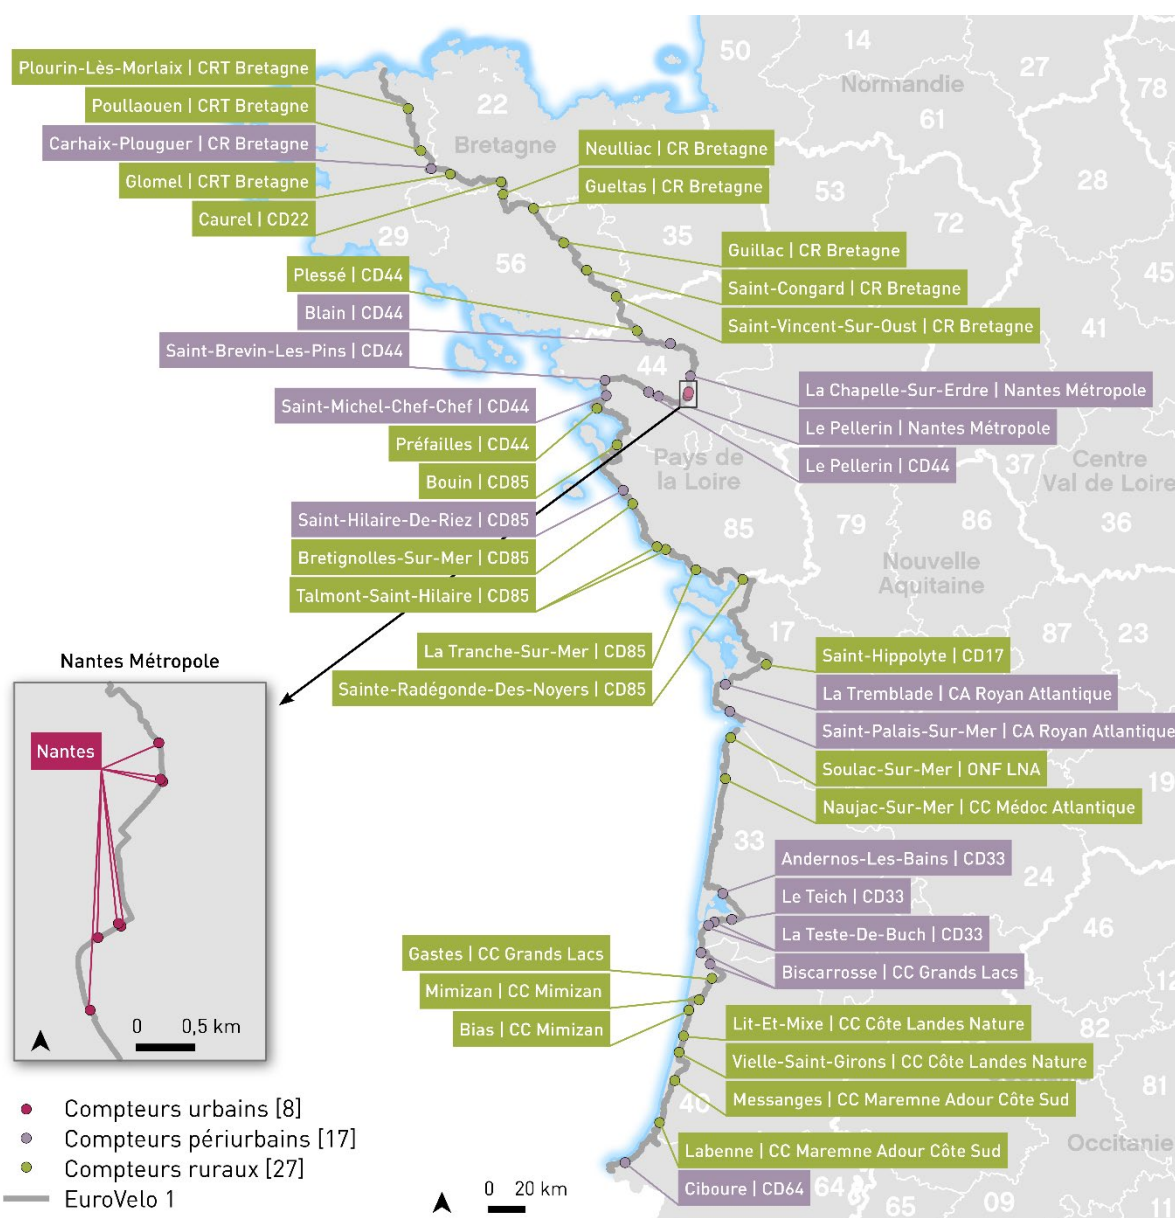 50
14
27
78
Normandie
61
Plourin-Lès-Morlaix | CRT Bretagne
22
Poullaouen | CRT Bretagne
Bretagne
Carhaix-Plouguer | CR Bretagne
Neulliac | CR Bretagne
Glomel | CRT Bretagne
Gueltas | CR Bretagne
53
28
Caurel | CD22
29
35
72
56
Guillac | CR Bretagne
Plessé | CD44
45
Saint-Congard | CR Bretagne
Blain | CD44
Saint-Vincent-Sur-Oust | CR Bretagne
41
Saint-Brevin-Les-Pins | CD44
44
La Chapelle-Sur-Erdre | Nantes Métropole
Saint-Michel-Chef-Chef | CD44
Le Pellerin | Nantes Métropole
Préfailles | CD44
Pays de
la Loire
Le Pellerin | CD44
37
Centre
Val de Loire
Bouin | CD85
Saint-Hilaire-De-Riez | CD85
85
79
86
36
Bretignolles-Sur-Mer | CD85
Nouvelle
Aquitaine
Talmont-Saint-Hilaire | CD85
17
87
23
La Tranche-Sur-Mer | CD85
Saint-Hippolyte | CD17
Sainte-Radégonde-Des-Noyers | CD85
La Tremblade | CA Royan Atlantique
Saint-Palais-Sur-Mer | CA Royan Atlantique
Soulac-Sur-Mer | ONF LNA
19
Naujac-Sur-Mer | CC Médoc Atlantique
33
Andernos-Les-Bains | CD33
24
Le Teich | CD33
46
La Teste-De-Buch | CD33
Gastes | CC Grands Lacs
Biscarrosse | CC Grands Lacs
12
Mimizan | CC Mimizan
Bias | CC Mimizan
Lit-Et-Mixe | CC Côte Landes Nature
82
Vielle-Saint-Girons | CC Côte Landes Nature
81
40
Messanges | CC Maremne Adour Côte Sud
Labenne | CC Maremne Adour Côte Sud
Occitanie
Ciboure | CD64
64
65
09
11
Nantes Métropole
Nantes
0 0,5 km
Compteurs urbains [8]
Compteurs périurbains [17]
Compteurs ruraux [27]
EuroVelo 1
0 20 km